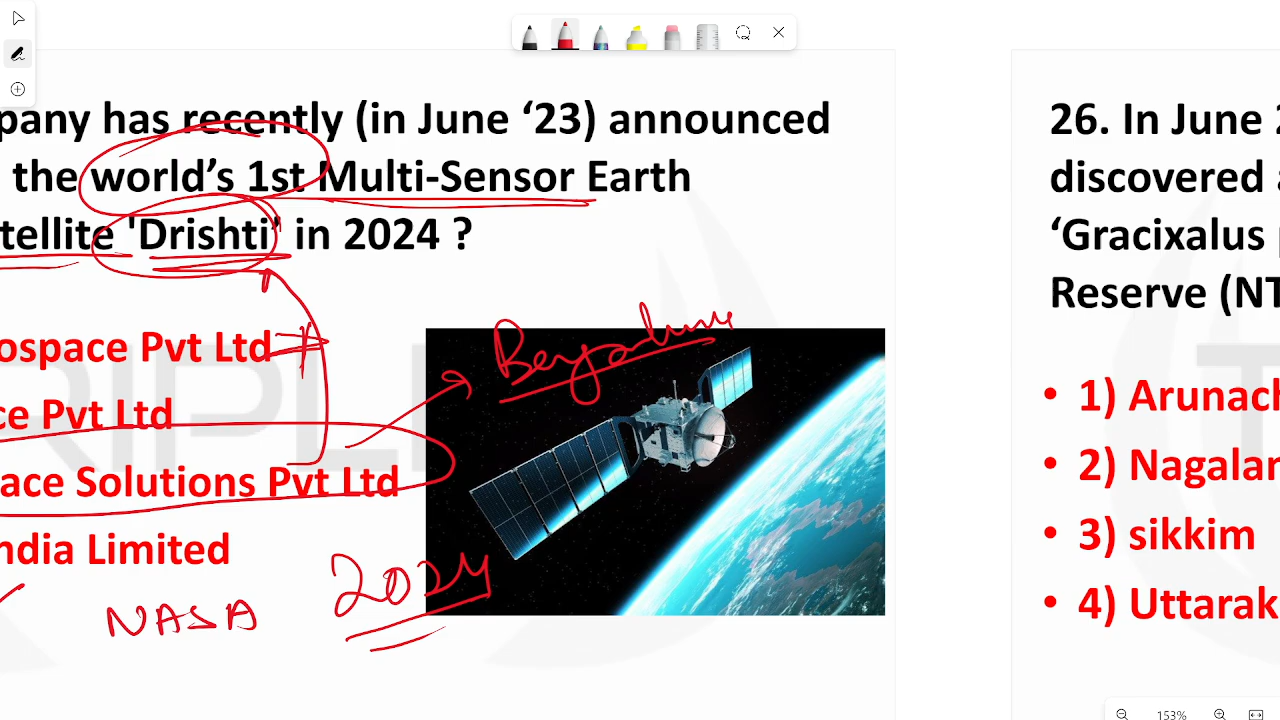 pany has recently (in June ‘23) announced
the world’s 1st Multi-Sensor Earth
tellite 'Drishti' in 2024 ?
ospace Pvt Ltd
ce Pvt Ltd
ace Solutions Pvt Ltd
ndia Limited
NASA
2024
26. In June 2
discovered a
‘Gracixalus p
Reserve (NT
• 1) Arunach
• 2) Nagalan
• 3) sikkim
• 4) Uttarak
153%